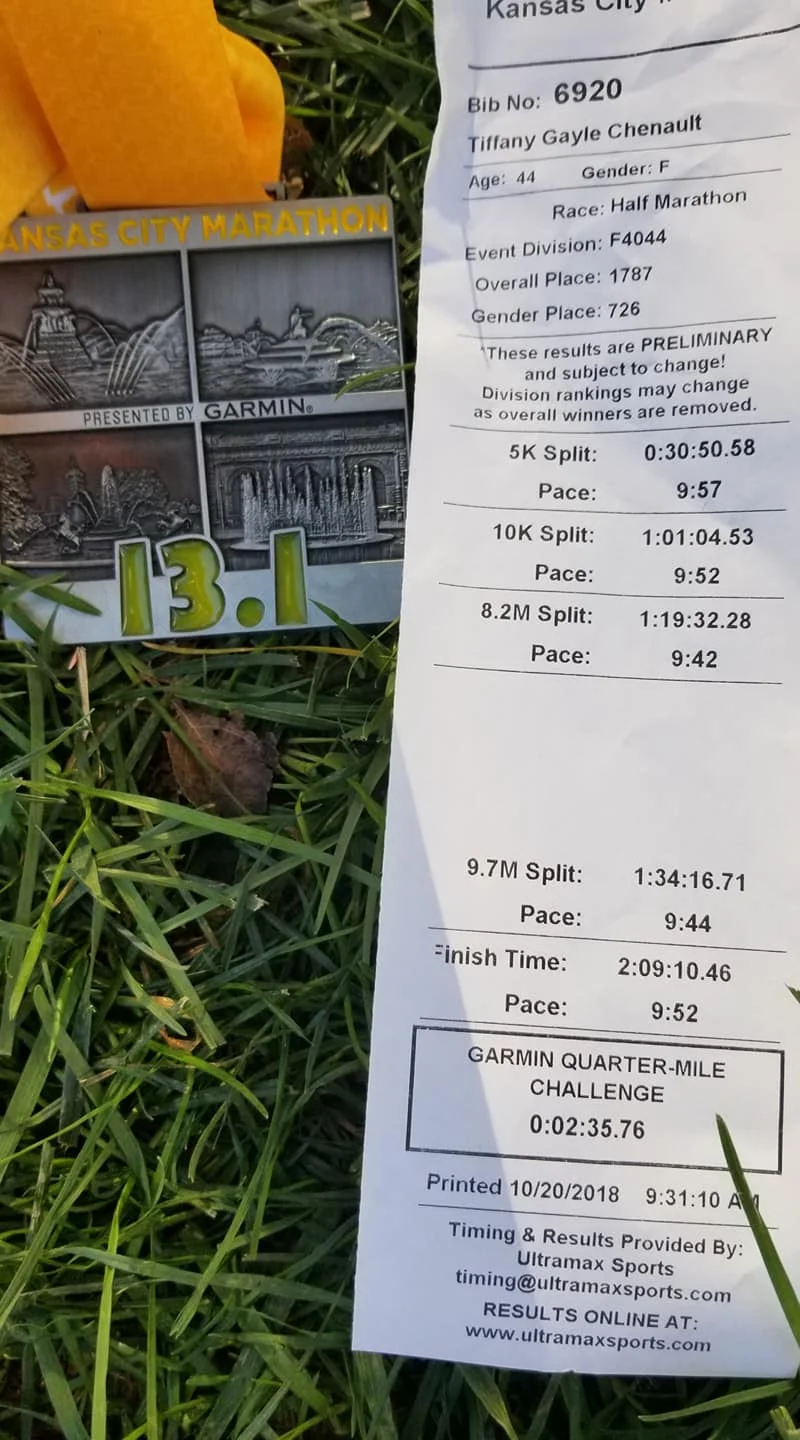 ANSAS CITY MARATHON
PRESENTED BY GARMIN®
13.1
Kansas City
Bib No: 6920
Tiffany Gayle Chenault
Age: 44 Gender: F
Race: Half Marathon
Event Division: F4044
Overall Place: 1787
Gender Place: 726
*These results are PRELIMINARY
and subject to change!
Division rankings may change
as overall winners are removed.
5K Split: 0:30:50.58
Pace: 9:57
10K Split: 1:01:04.53
Pace: 9:52
8.2M Split: 1:19:32.28
Pace: 9:42
9.7M Split: 1:34:16.71
Pace: 9:44
Finish Time: 2:09:10.46
Pace: 9:52
GARMIN QUARTER-MILE
CHALLENGE
0:02:35.76
Printed 10/20/2018 9:31:10 AM
Timing & Results Provided By:
Ultramax Sports
timing@ultramaxsports.com
RESULTS ONLINE AT:
www.ultramaxsports.com